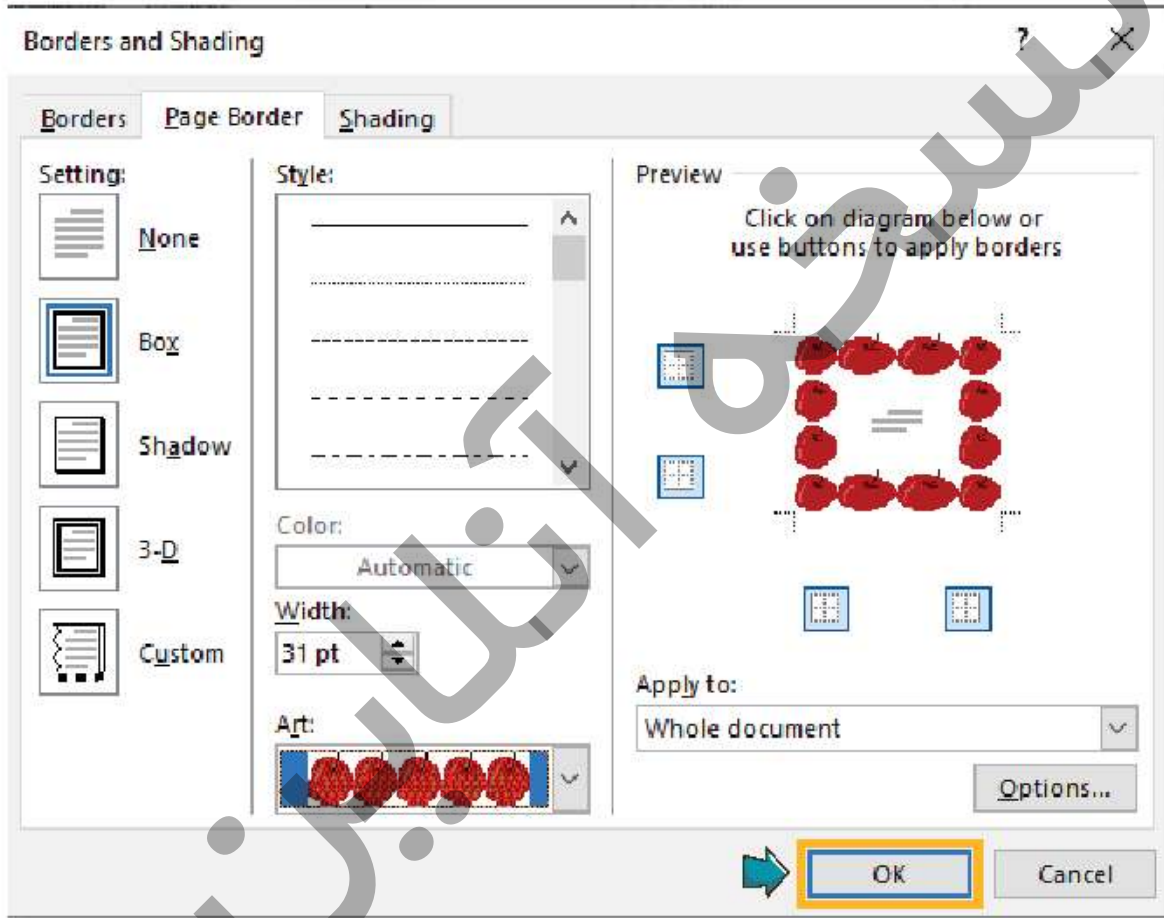 Borders and Shading
? ×
Borders Page Border Shading
Setting:
None
Box
Shadow
3-D
Custom
Style:
Color:
Automatic
Width:
31 pt
Art:
Preview
Click on diagram below or
use buttons to apply borders
Apply to:
Whole document
Options...
OK Cancel